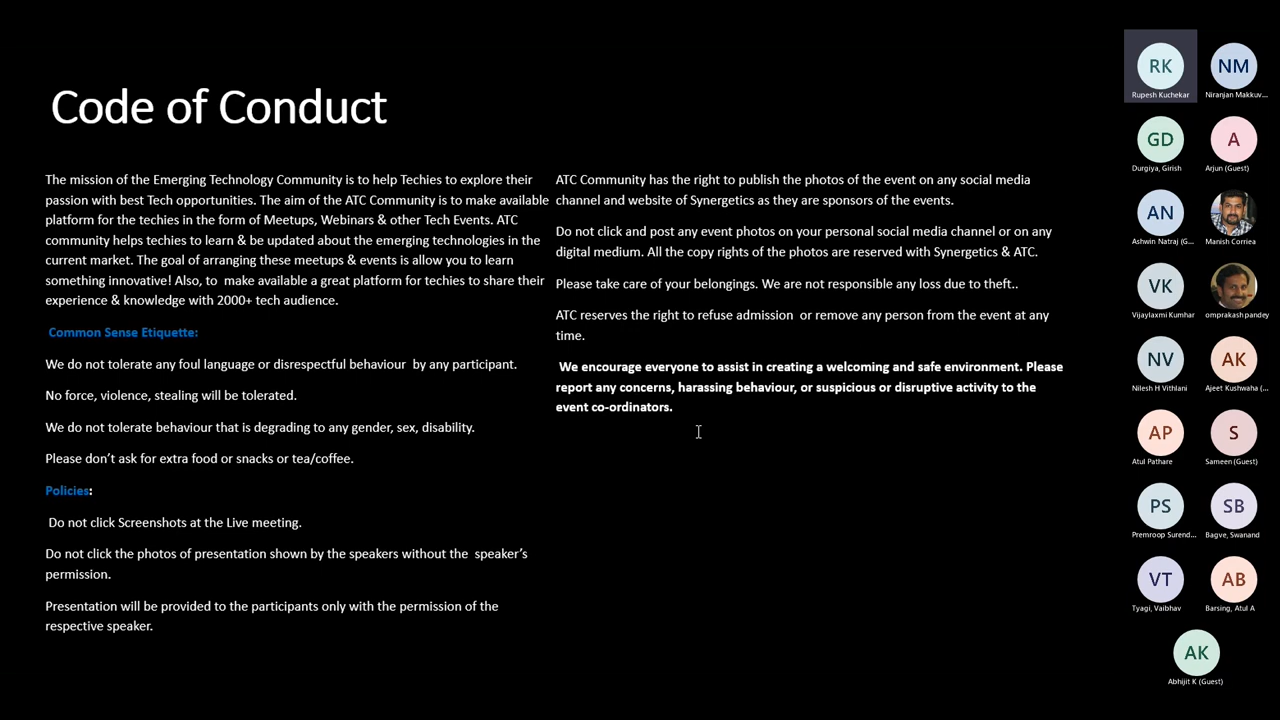 Code of Conduct
The mission of the Emerging Technology Community is to help Techies to explore their
passion with best Tech opportunities. The aim of the ATC Community is to make available
platform for the techies in the form of Meetups, Webinars & other Tech Events. ATC
community helps techies to learn & be updated about the emerging technologies in the
current market. The goal of arranging these meetups & events is allow you to learn
something innovative! Also, to make available a great platform for techies to share their
experience & knowledge with 2000+ tech audience.
Common Sense Etiquette:
We do not tolerate any foul language or disrespectful behaviour by any participant.
No force, violence, stealing will be tolerated.
We do not tolerate behaviour that is degrading to any gender, sex, disability.
Please don't ask for extra food or snacks or tea/coffee.
Policies:
Do not click Screenshots at the Live meeting.
Do not click the photos of presentation shown by the speakers without the speaker's
permission.
Presentation will be provided to the participants only with the permission of the
respective speaker.
ATC Community has the right to publish the photos of the event on any social media
channel and website of Synergetics as they are sponsors of the events.
Do not click and post any event photos on your personal social media channel or on any
digital medium. All the copy rights of the photos are reserved with Synergetics & ATC.
Please take care of your belongings. We are not responsible any loss due to theft..
ATC reserves the right to refuse admission or remove any person from the event at any
time.
We encourage everyone to assist in creating a welcoming and safe environment. Please
report any concerns, harassing behaviour, or suspicious or disruptive activity to the
event co-ordinators.
RK
Rupesh Kuchekar
NM
Niranjan Makkuv...
GD
Durgiya, Girish
A
Arjun (Guest)
AN
Ashwin Natraj (G...
Manish Corriea
VK
Vijaylaxmi Kumhar
omprakash pandey
NV
Nilesh H Vithlani
AK
Ajeet Kushwaha (...
AP
Atul Pathare
S
Sameen (Guest)
PS
Premroop Surend...
SB
Bagve, Swanand
VT
Tyagi, Vaibhav
AB
Barsing, Atul A
AK
Abhijit K (Guest)